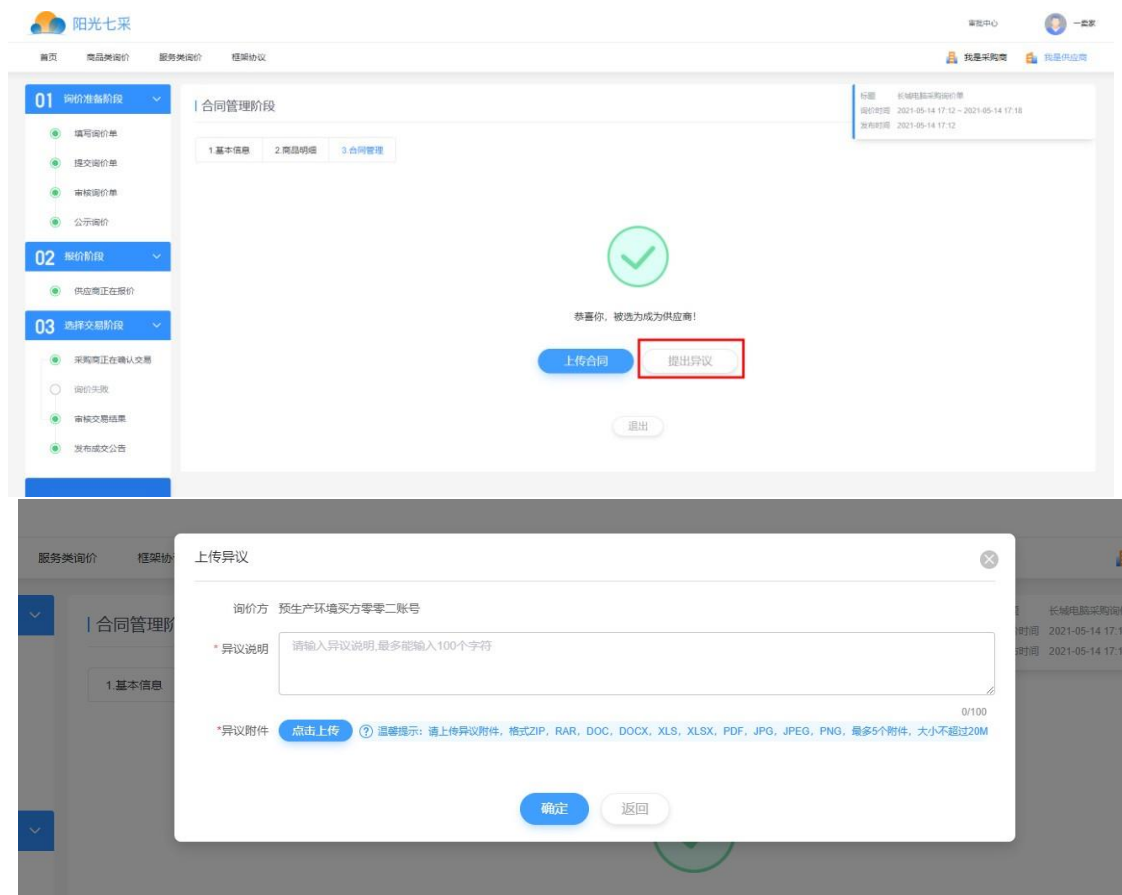 阳光七采
审批中心
一卖家
首页 商品类询价 服务类询价 框架协议
我是采购商 我是供应商
01 询价准备阶段
填写询价单
提交询价单
审核询价单
公示询价
02 报价阶段
供应商正在报价
03 选择交易阶段
采购商正在确认交易
询价失败
审核交易结果
发布成交公告
合同管理阶段
标题 长城电脑采购询价单
询价时间 2021-05-14 17:12 ~ 2021-05-14 17:18
发布时间 2021-05-14 17:12
1.基本信息 2.商品明细 3.合同管理
恭喜你，被选为成为供应商！
上传合同 提出异议
退出
服务类询价 框架协
合同管理阶
1.基本信息
长城电脑采购询
时间 2021-05-14 17:1
时间 2021-05-14 17:1
上传异议
询价方 预生产环境买方零零二账号
* 异议说明 请输入异议说明,最多能输入100个字符
0/100
*异议附件 点击上传 ? 温馨提示：请上传异议附件，格式ZIP，RAR，DOC，DOCX，XLS，XLSX，PDF，JPG，JPEG，PNG，最多5个附件，大小不超过20M
确定 返回